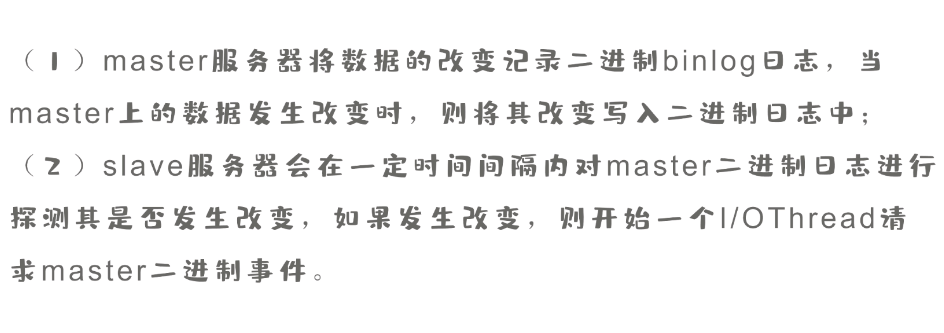 （1）master服务器将数据的改变记录二进制binlog日志，当
master上的数据发生改变时，则将其改变写入二进制日志中；
（2）slave服务器会在一定时间间隔内对master二进制日志进行
探测其是否发生改变，如果发生改变，则开始一个I/OThread请
求master二进制事件。